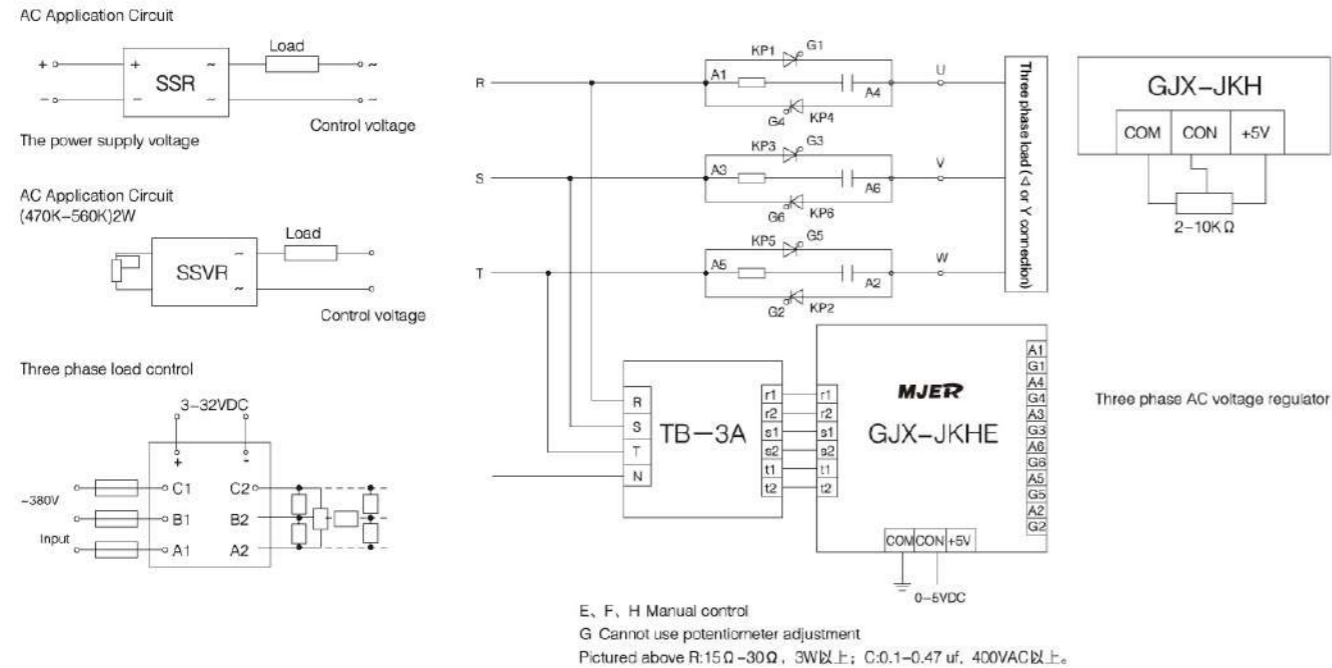 AC Application Circuit
+
−
+
−
SSR
~
~
Load
~
~
Control voltage
The power supply voltage
AC Application Circuit
(470K−560K)2W
SSVR
~
~
Load
Control voltage
Three phase load control
3−32VDC
+
-
~380V
Input
C1 C2
B1 B2
A1 A2
R
S
T
KP1 G1
A1 A4
G4 KP4
U
KP3 G3
A3 A6
G6 KP6
V
KP5 G5
A5 A2
G2 KP2
W
Three phase load (◁ or Y connection)
GJX−JKH
COM CON +5V
2−10KΩ
R
S
T
N
TB−3A
r1
r2
s1
s2
t1
t2
r1
r2
s1
s2
t1
t2
MJER
GJX−JKHE
A1
G1
A4
G4
A3
G3
A6
G6
A5
G5
A2
G2
COM CON +5V
0−5VDC
Three phase AC voltage regulator
E、F、H Manual control
G Cannot use potentiometer adjustment
Pictured above R:15Ω−30Ω，3W以上；C:0.1−0.47 uf，400VAC以上。